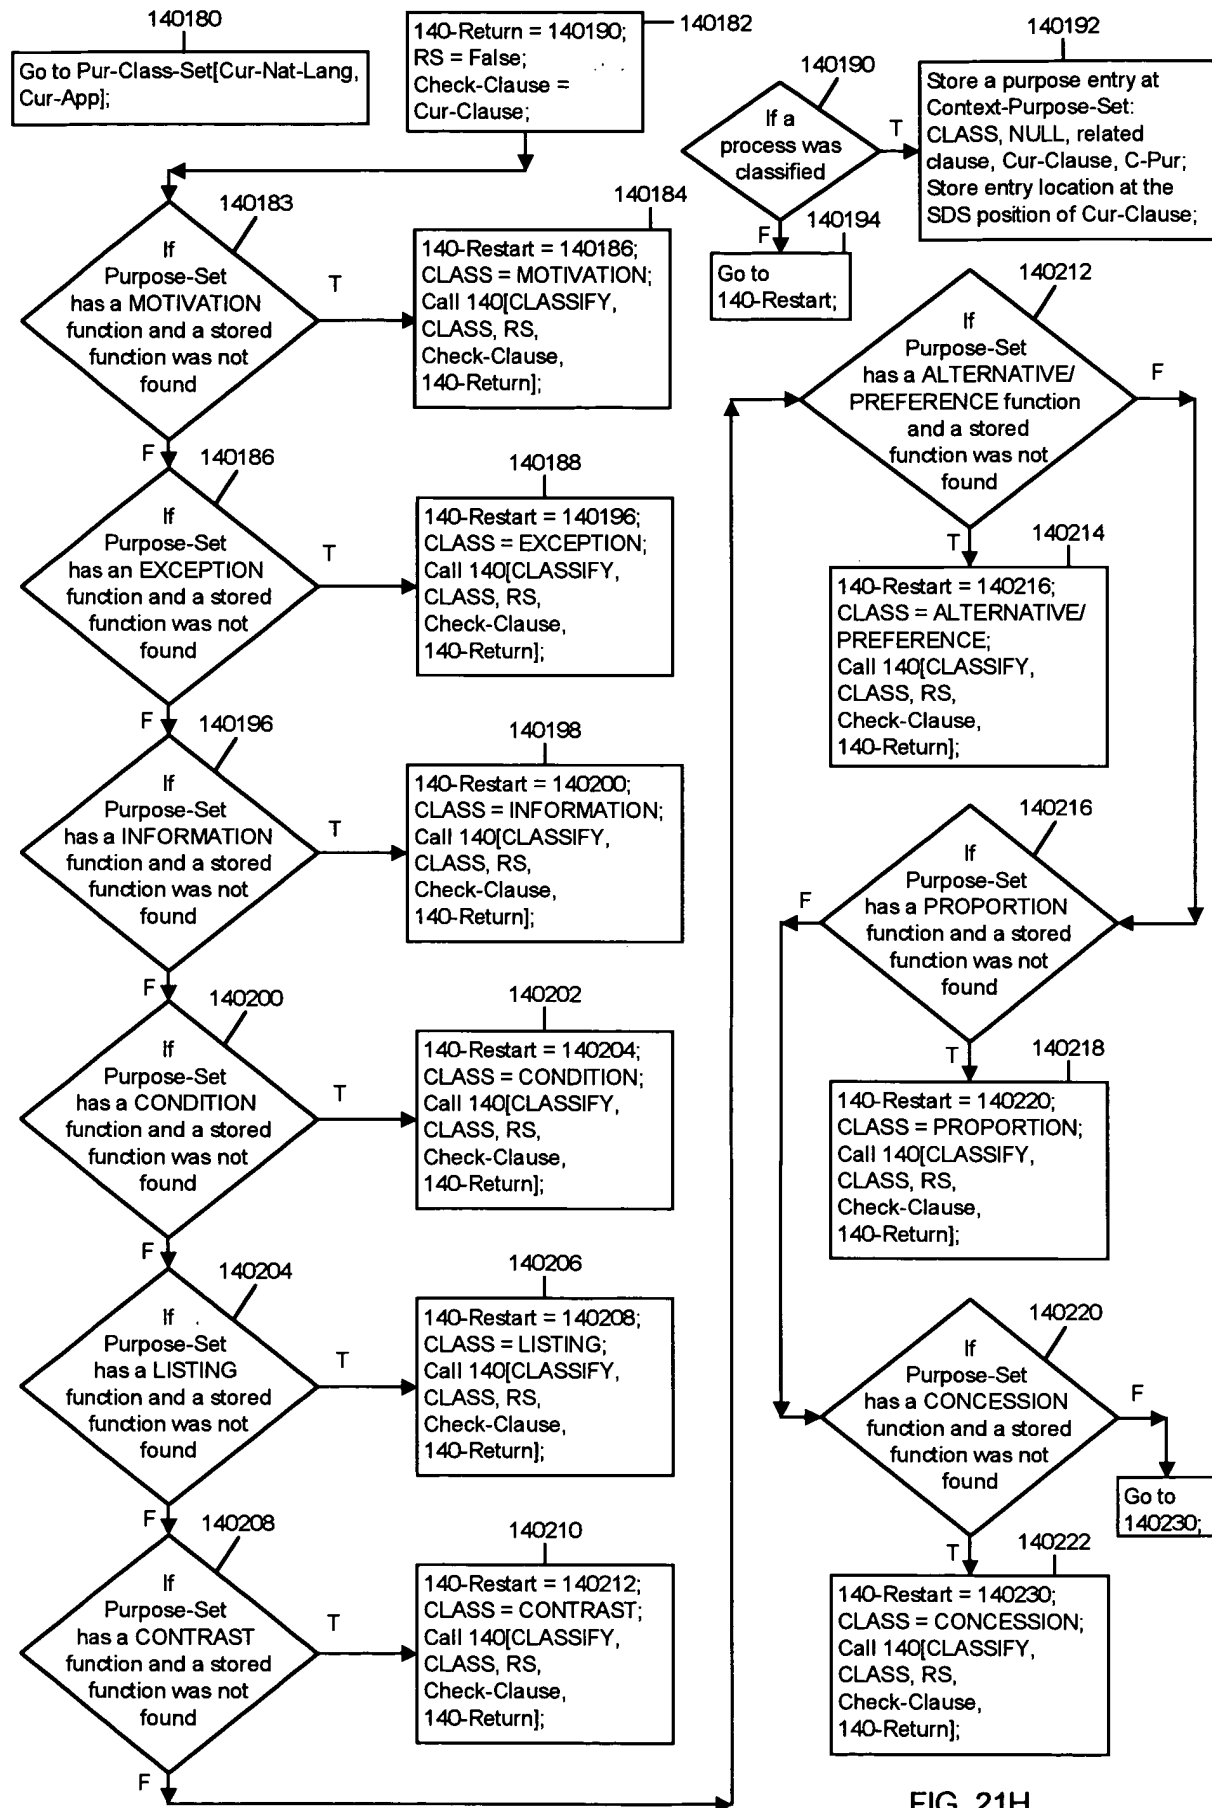 140180
Go to Pur-Class-Set[Cur-Nat-Lang,
Cur-App];
140182
140-Return = 140190;
RS = False;
Check-Clause =
Cur-Clause;
140183
If
Purpose-Set
has a MOTIVATION
function and a stored
function was not
found
T
F
140184
140-Restart = 140186;
CLASS = MOTIVATION;
Call 140[CLASSIFY,
CLASS, RS,
Check-Clause,
140-Return];
140186
If
Purpose-Set
has an EXCEPTION
function and a stored
function was not
found
T
F
140188
140-Restart = 140196;
CLASS = EXCEPTION;
Call 140[CLASSIFY,
CLASS, RS,
Check-Clause,
140-Return];
140196
If
Purpose-Set
has a INFORMATION
function and a stored
function was not
found
T
F
140198
140-Restart = 140200;
CLASS = INFORMATION;
Call 140[CLASSIFY,
CLASS, RS,
Check-Clause,
140-Return];
140200
If
Purpose-Set
has a CONDITION
function and a stored
function was not
found
T
F
140202
140-Restart = 140204;
CLASS = CONDITION;
Call 140[CLASSIFY,
CLASS, RS,
Check-Clause,
140-Return];
140204
If
Purpose-Set
has a LISTING
function and a stored
function was not
found
T
F
140206
140-Restart = 140208;
CLASS = LISTING;
Call 140[CLASSIFY,
CLASS, RS,
Check-Clause,
140-Return];
140208
If
Purpose-Set
has a CONTRAST
function and a stored
function was not
found
T
F
140210
140-Restart = 140212;
CLASS = CONTRAST;
Call 140[CLASSIFY,
CLASS, RS,
Check-Clause,
140-Return];
140190
If a
process was
classified
T
F
140192
Store a purpose entry at
Context-Purpose-Set:
CLASS, NULL, related
clause, Cur-Clause, C-Pur;
Store entry location at the
SDS position of Cur-Clause;
140194
Go to
140-Restart;
140212
If
Purpose-Set
has a ALTERNATIVE/
PREFERENCE function
and a stored
function was not
found
F
T
140214
140-Restart = 140216;
CLASS = ALTERNATIVE/
PREFERENCE;
Call 140[CLASSIFY,
CLASS, RS,
Check-Clause,
140-Return];
140216
If
Purpose-Set
has a PROPORTION
function and a stored
function was not
found
F
T
140218
140-Restart = 140220;
CLASS = PROPORTION;
Call 140[CLASSIFY,
CLASS, RS,
Check-Clause,
140-Return];
140220
If
Purpose-Set
has a CONCESSION
function and a stored
function was not
found
F
Go to
140230;
T
140222
140-Restart = 140230;
CLASS = CONCESSION;
Call 140[CLASSIFY,
CLASS, RS,
Check-Clause,
140-Return];
FIG. 21H